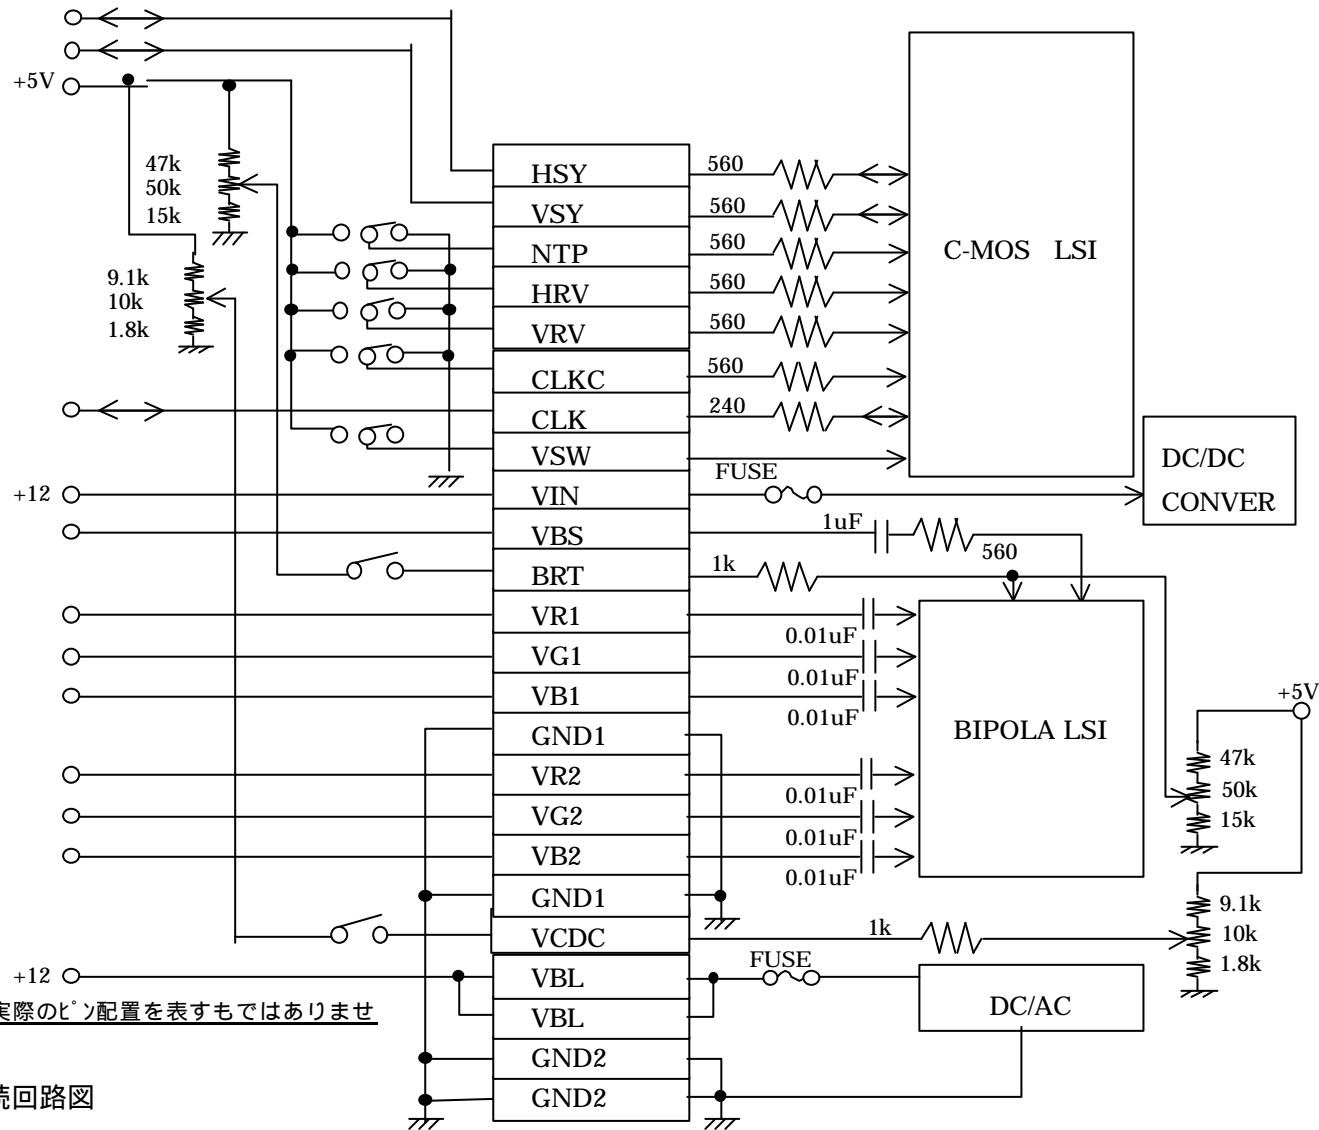 +5V
47k
50k
15k
9.1k
10k
1.8k
HSY
VSY
NTP
HRV
VRV
CLKC
CLK
VSW
VIN
VBS
BRT
VR1
VG1
VB1
GND1
VR2
VG2
VB2
GND1
VCDC
VBL
VBL
GND2
GND2
560
560
560
560
560
560
240
C-MOS LSI
FUSE
DC/DC
CONVER
+12
1uF
560
1k
0.01uF
0.01uF
0.01uF
BIPOLA LSI
0.01uF
0.01uF
0.01uF
+5V
47k
50k
15k
9.1k
10k
1.8k
1k
+12
FUSE
DC/AC
実際のﾋﾟﾝ配置を表すもではありませ
続回路図